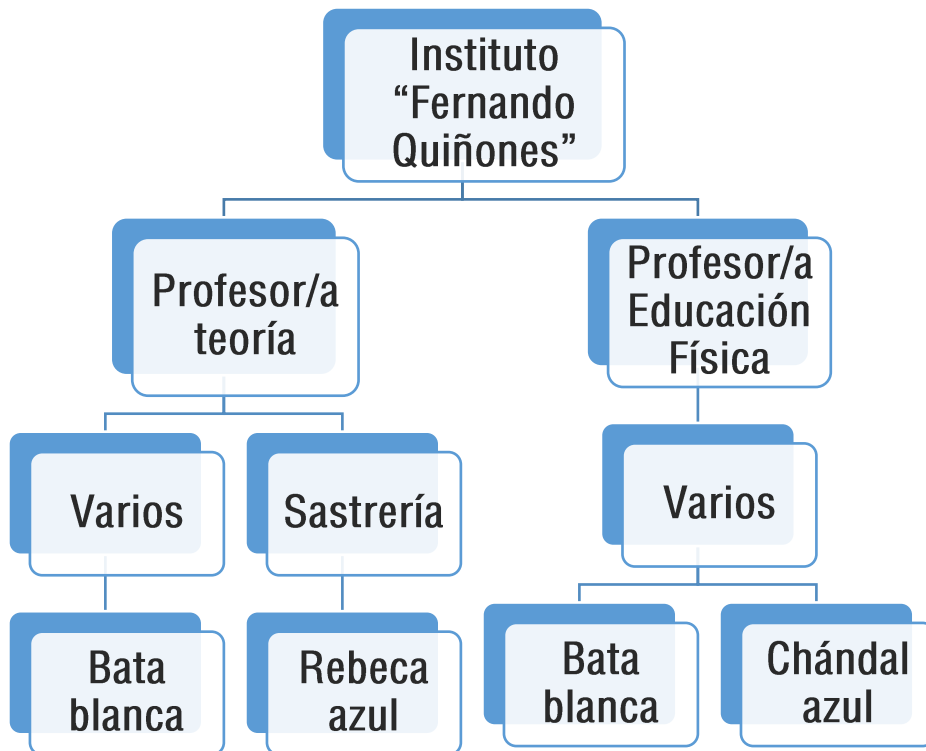 Instituto
“Fernando
Quiñones”
Profesor/a
teoría
Profesor/a
Educación
Física
Varios
Sastrería
Varios
Bata
blanca
Rebeca
azul
Bata
blanca
Chándal
azul